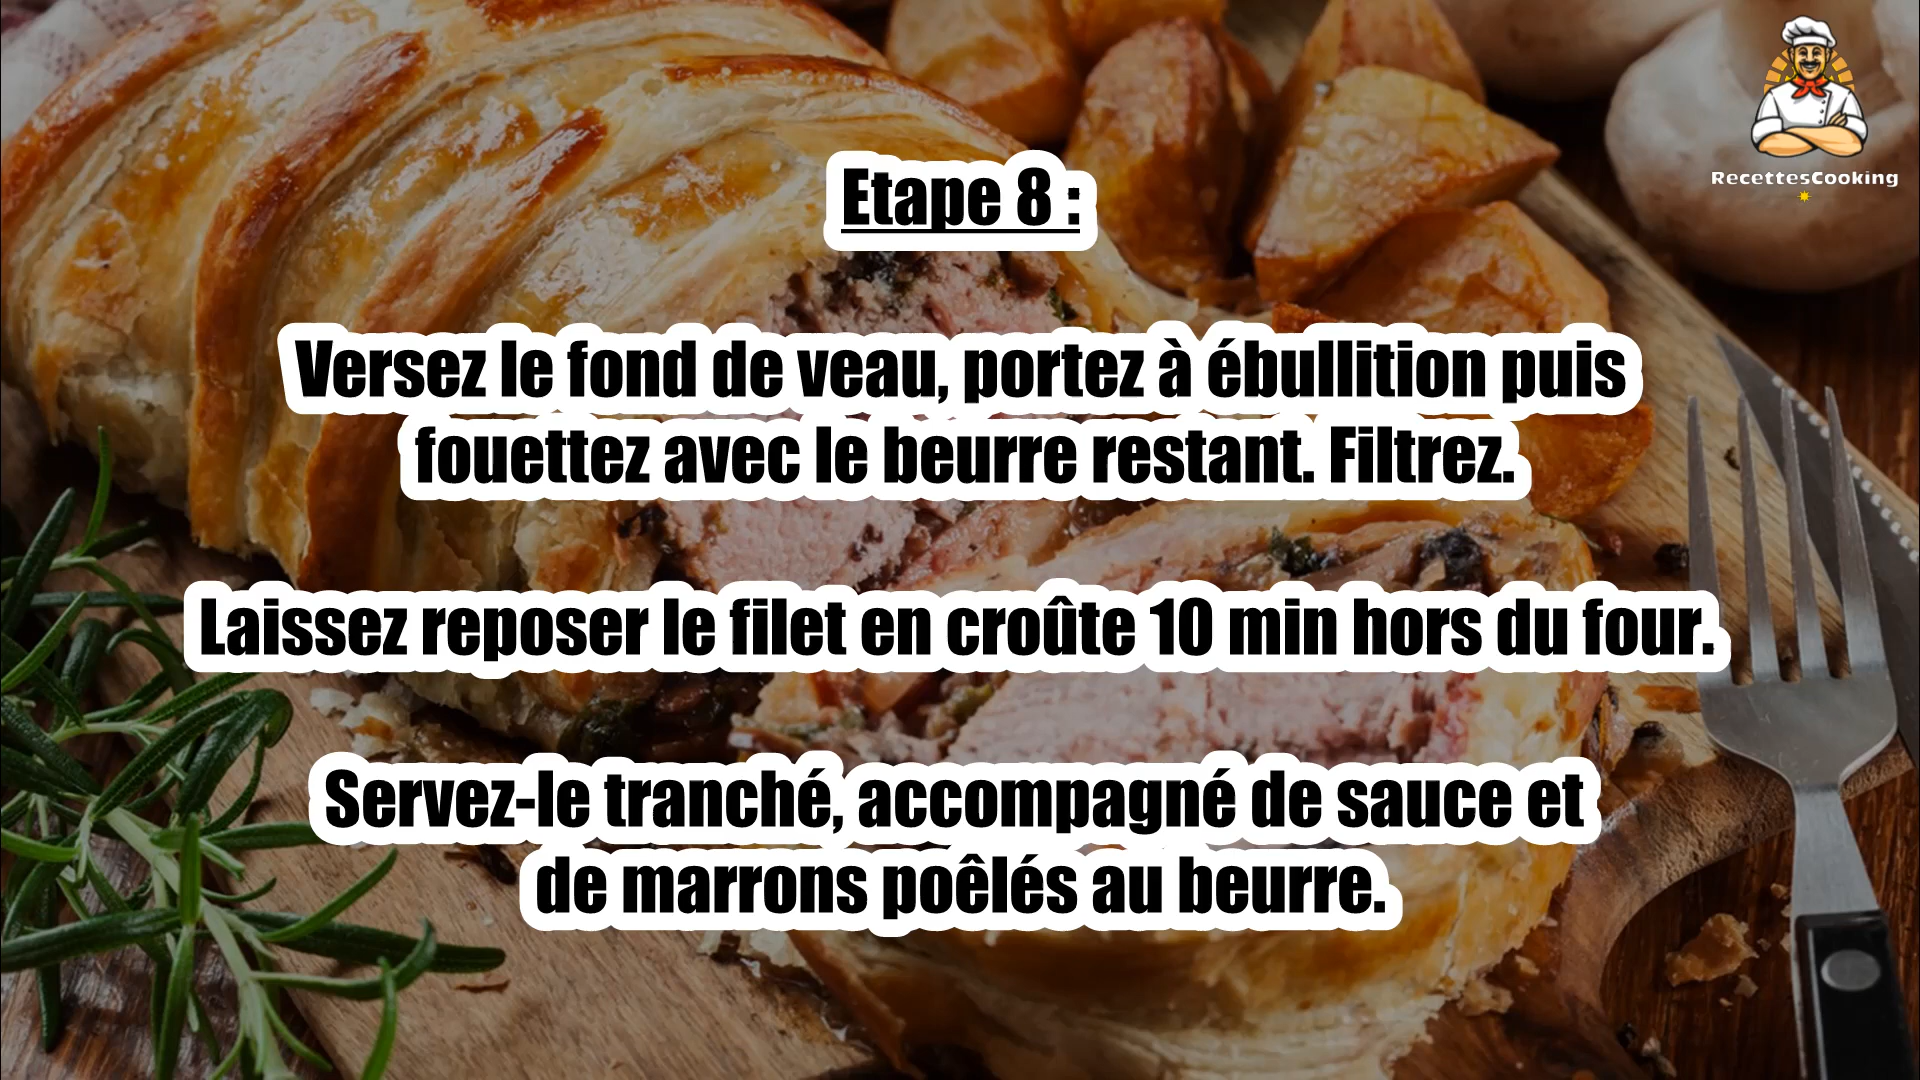 RecettesCooking
Etape 8 :
Versez le fond de veau, portez à ébullition puis
fouettez avec le beurre restant. Filtrez.
Laissez reposer le filet en croûte 10 min hors du four.
Servez-le tranché, accompagné de sauce et
de marrons poêlés au beurre.